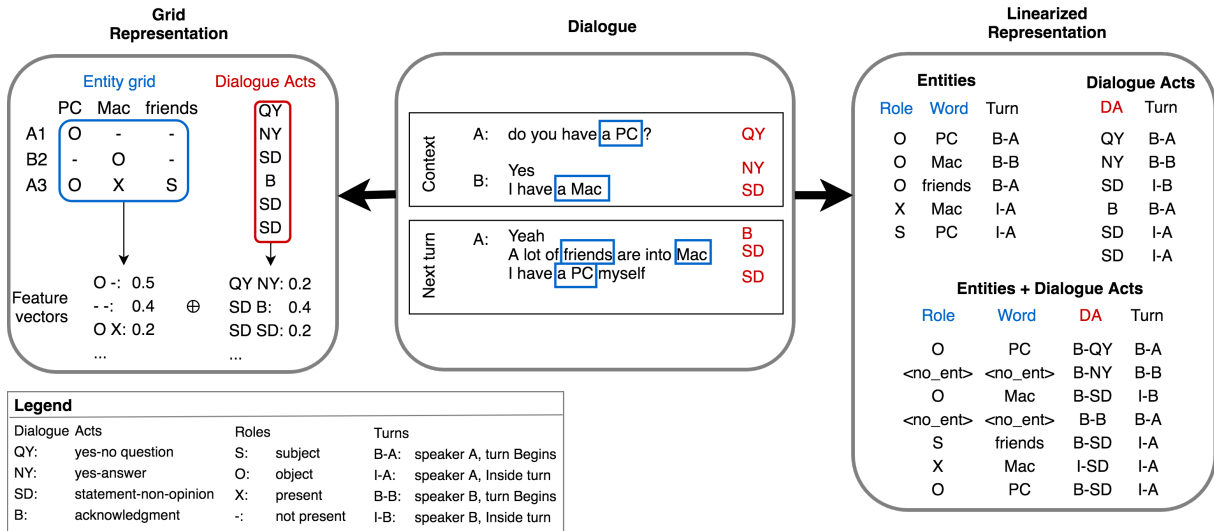 Grid
Representation
Entity grid
Dialogue Acts
PC Mac friends
A1 O - -
B2 - O -
A3 O X S
QY
NY
SD
B
SD
SD
Feature
vectors
O -: 0.5
- -: 0.4
O X: 0.2
...
⊕
QY NY: 0.2
SD B: 0.4
SD SD: 0.2
...
Dialogue
Context
A: do you have a PC ? QY
Yes NY
B: I have a Mac SD
Next turn
A: Yeah B
A lot of friends are into Mac SD
I have a PC myself SD
Linearized
Representation
Entities
Role Word Turn
O PC B-A
O Mac B-B
O friends B-A
X Mac I-A
S PC I-A
Dialogue Acts
DA Turn
QY B-A
NY B-B
SD I-B
B B-A
SD I-A
SD I-A
Entities + Dialogue Acts
Role Word DA Turn
O PC B-QY B-A
<no_ent> <no_ent> B-NY B-B
O Mac B-SD I-B
<no_ent> <no_ent> B-B B-A
S friends B-SD I-A
X Mac I-SD I-A
O PC B-SD I-A
Legend
Dialogue Acts
QY: yes-no question
NY: yes-answer
SD: statement-non-opinion
B: acknowledgment
Roles
S: subject
O: object
X: present
-: not present
Turns
B-A: speaker A, turn Begins
I-A: speaker A, Inside turn
B-B: speaker B, turn Begins
I-B: speaker B, Inside turn